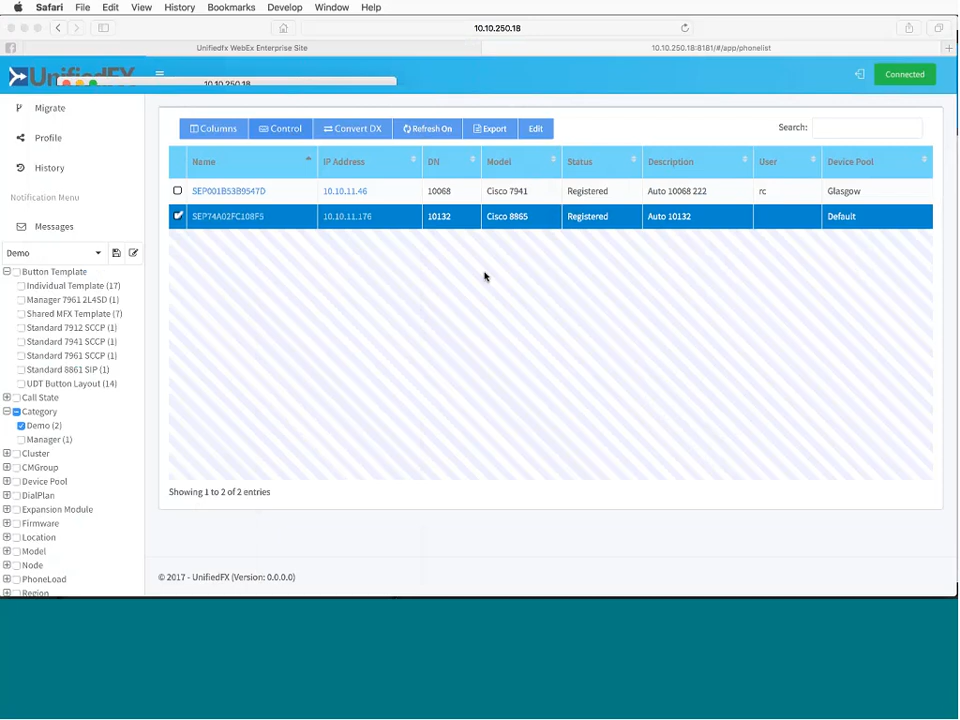 Safari File Edit View History Bookmarks Develop Window Help
10.10.250.18
Unifiedfx WebEx Enterprise Site
10.10.250.18:8181/#/app/phonelist
UnifiedFX
10.10.250.18
Connected
Migrate
Profile
History
Notification Menu
Messages
Demo
Button Template
Individual Template (17)
Manager 7961 2L4SD (1)
Shared MFX Template (7)
Standard 7912 SCCP (1)
Standard 7941 SCCP (1)
Standard 7961 SCCP (1)
Standard 8861 SIP (1)
UDT Button Layout (14)
Call State
Category
Demo (2)
Manager (1)
Cluster
CMGroup
Device Pool
DialPlan
Expansion Module
Firmware
Location
Model
Node
PhoneLoad
Region
Columns Control Convert DX Refresh On Export Edit
Search:
Name IP Address DN Model Status Description User Device Pool
SEP001B53B9547D 10.10.11.46 10068 Cisco 7941 Registered Auto 10068 222 rc Glasgow
SEP74A02FC108F5 10.10.11.176 10132 Cisco 8865 Registered Auto 10132 Default
Showing 1 to 2 of 2 entries
© 2017 - UnifiedFX (Version: 0.0.0.0)